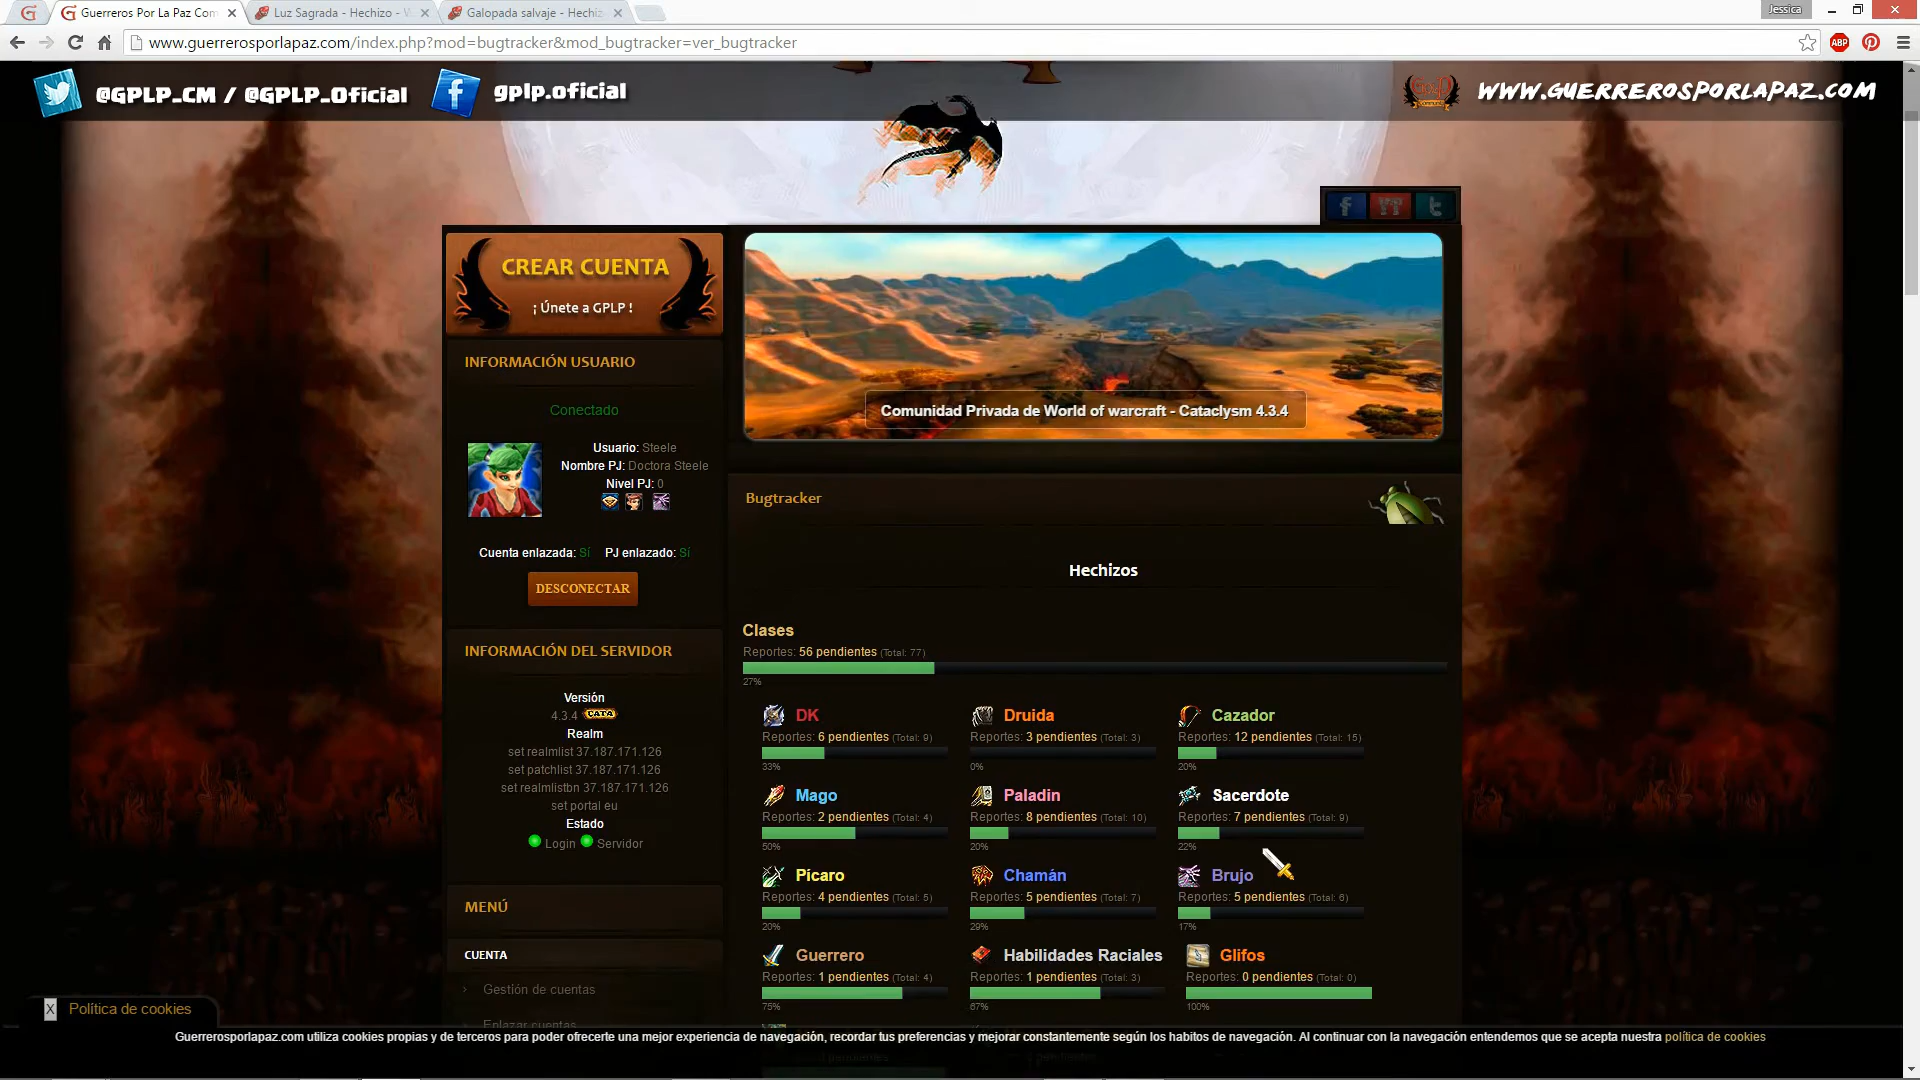 Guerreros Por La Paz Com
Luz Sagrada - Hechizo - W
Galopada salvaje - Hechiz
Jessica
www.guerrerosporlapaz.com/index.php?mod=bugtracker&mod_bugtracker=ver_bugtracker
ABP
@GPLP_CM / @GPLP_Oficial
gplp.oficial
WWW.GUERREROSPORLAPAZ.COM
CREAR CUENTA
¡ Únete a GPLP !
INFORMACIÓN USUARIO
Conectado
Usuario: Steele
Nombre PJ: Doctora Steele
Nivel PJ: 0
Cuenta enlazada: Sí PJ enlazado: Sí
DESCONECTAR
INFORMACIÓN DEL SERVIDOR
Versión
4.3.4 CATA
Realm
set realmlist 37.187.171.126
set patchlist 37.187.171.126
set realmlistbn 37.187.171.126
set portal eu
Estado
Login Servidor
MENÚ
CUENTA
Gestión de cuentas
Enlazar cuentas
Comunidad Privada de World of warcraft - Cataclysm 4.3.4
Bugtracker
Hechizos
Clases
Reportes: 56 pendientes (Total: 77)
27%
DK
Reportes: 6 pendientes (Total: 9)
33%
Druida
Reportes: 3 pendientes (Total: 3)
0%
Cazador
Reportes: 12 pendientes (Total: 15)
20%
Mago
Reportes: 2 pendientes (Total: 4)
50%
Paladin
Reportes: 8 pendientes (Total: 10)
20%
Sacerdote
Reportes: 7 pendientes (Total: 9)
22%
Pícaro
Reportes: 4 pendientes (Total: 5)
20%
Chamán
Reportes: 5 pendientes (Total: 7)
29%
Brujo
Reportes: 5 pendientes (Total: 6)
17%
Guerrero
Reportes: 1 pendientes (Total: 4)
75%
Habilidades Raciales
Reportes: 1 pendientes (Total: 3)
67%
Glifos
Reportes: 0 pendientes (Total: 0)
100%
X Política de cookies
Guerrerosporlapaz.com utiliza cookies propias y de terceros para poder ofrecerte una mejor experiencia de navegación, recordar tus preferencias y mejorar constantemente según los habitos de navegación. Al continuar con la navegación entendemos que se acepta nuestra política de cookies